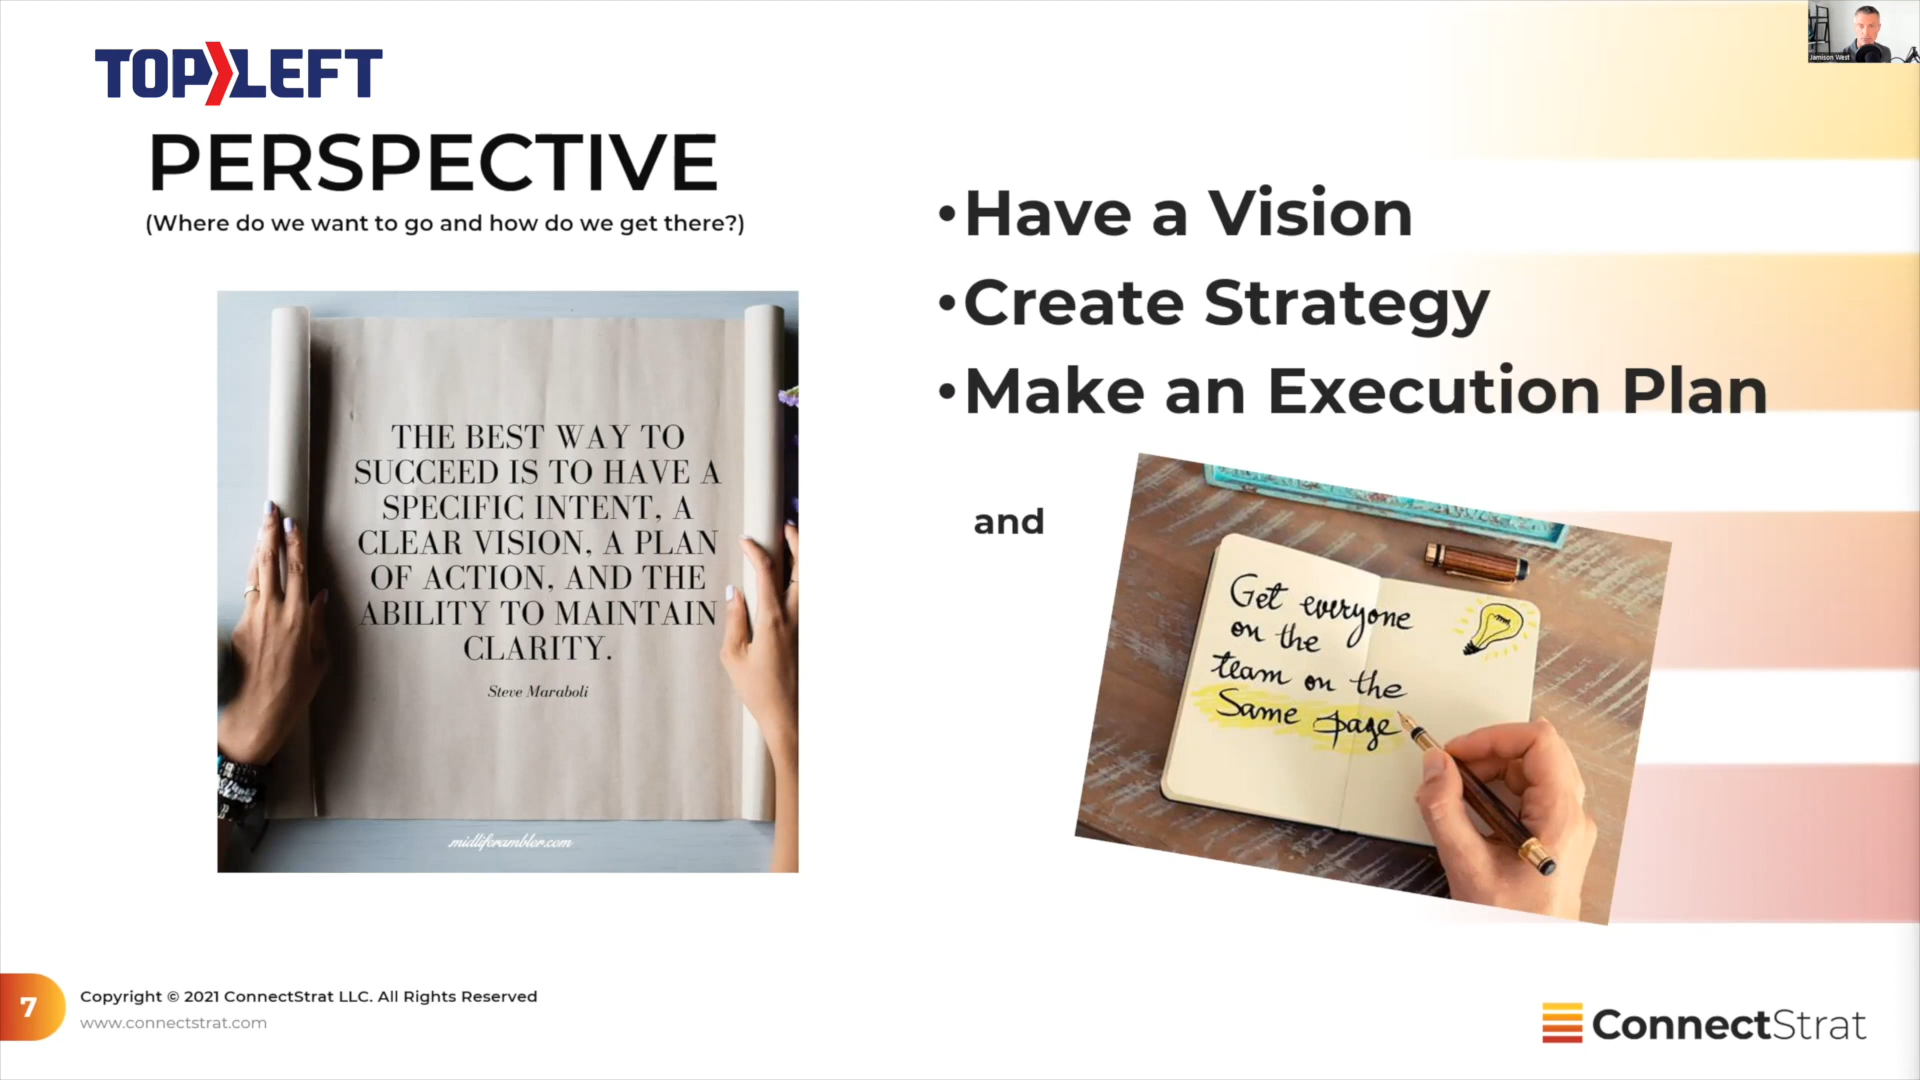 TOP LEFT
PERSPECTIVE
(Where do we want to go and how do we get there?)
THE BEST WAY TO
SUCCEED IS TO HAVE A
SPECIFIC INTENT, A
CLEAR VISION, A PLAN
OF ACTION, AND THE
ABILITY TO MAINTAIN
CLARITY.
Steve Maraboli
midliferambler.com
•Have a Vision
•Create Strategy
•Make an Execution Plan
and
Get everyone
on the
team on the
Same page
Jamison West
7
Copyright © 2021 ConnectStrat LLC. All Rights Reserved
www.connectstrat.com
ConnectStrat